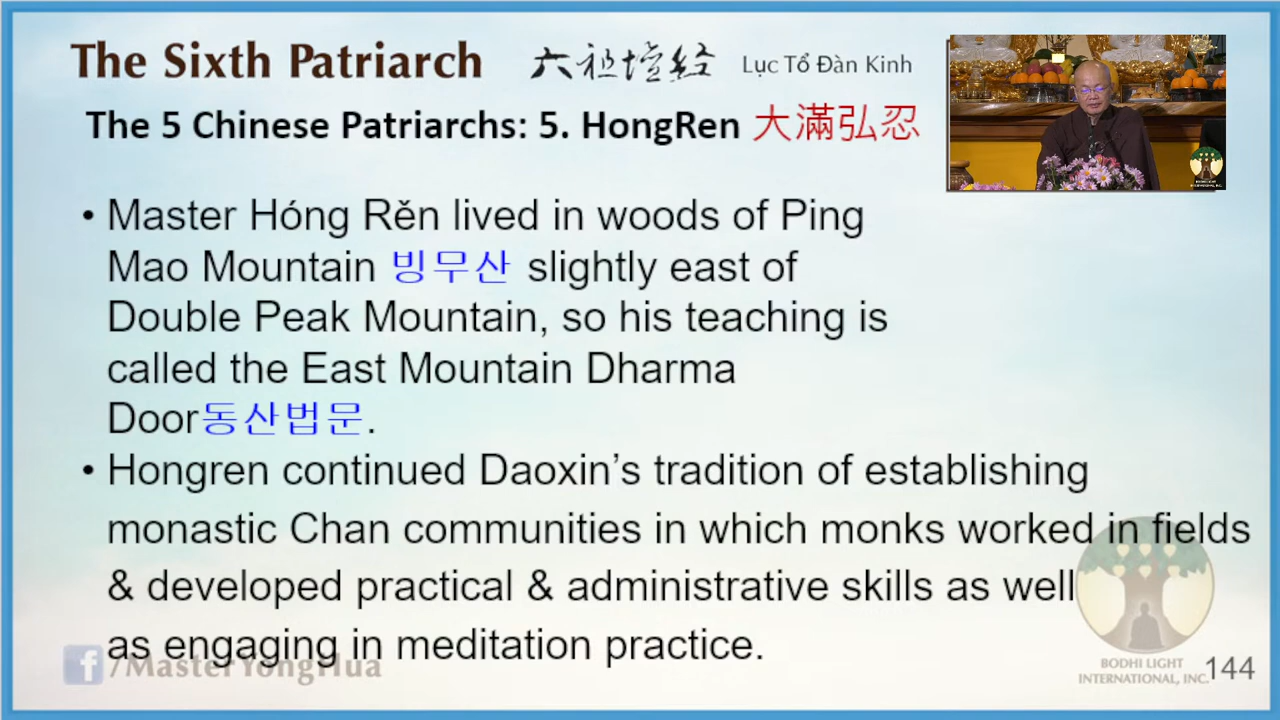 The Sixth Patriarch 六祖壇経 Lục Tổ Đàn Kinh
The 5 Chinese Patriarchs: 5. HongRen 大滿弘忍
• Master Hóng Rěn lived in woods of Ping
Mao Mountain 빙무산 slightly east of
Double Peak Mountain, so his teaching is
called the East Mountain Dharma
Door동산법문.
• Hongren continued Daoxin’s tradition of establishing
monastic Chan communities in which monks worked in fields
& developed practical & administrative skills as well
as engaging in meditation practice.
f/MasterYongHua
BODHI LIGHT
INTERNATIONAL, INC.
144